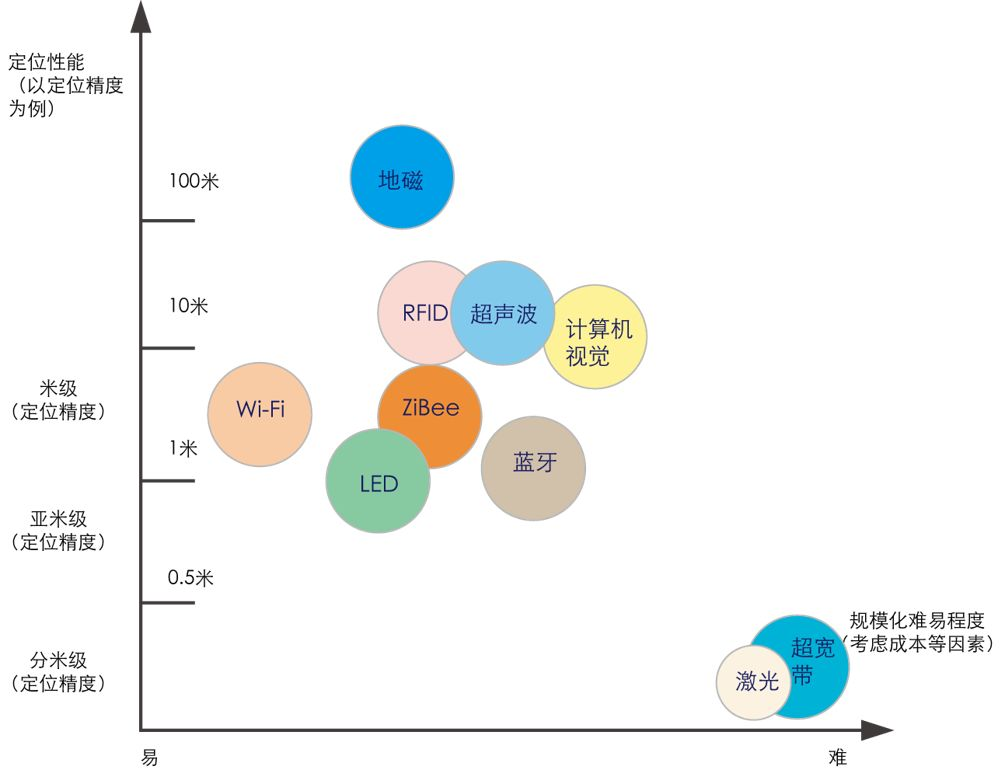 定位性能
（以定位精度
为例）
地磁
100米
10米
RFID
超声波
计算机
视觉
米级
（定位精度）
Wi-Fi
ZiBee
1米
蓝牙
LED
亚米级
（定位精度）
0.5米
规模化难易程度
（考虑成本等因素）
超宽
带
分米级
（定位精度）
激光
易
难